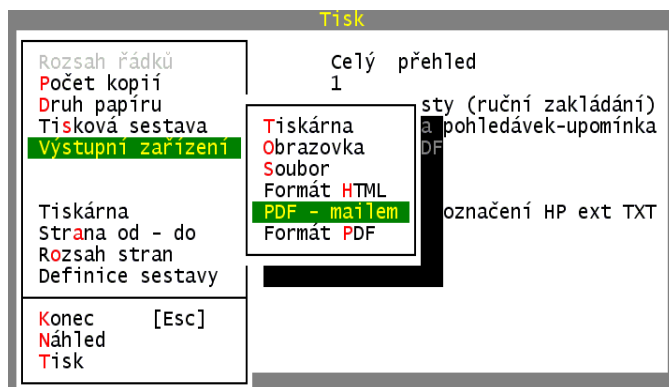 Tisk
Rozsah řádků Celý přehled
Počet kopií 1
Druh papíru sty (ruční zakládání)
Tisková sestava Tiskárna a pohledávek-upomínka
Výstupní zařízení Obrazovka DF
Soubor
Formát HTML
Tiskárna PDF - mailem označení HP ext TXT
Strana od - do Formát PDF
Rozsah stran
Definice sestavy
Konec [Esc]
Náhled
Tisk